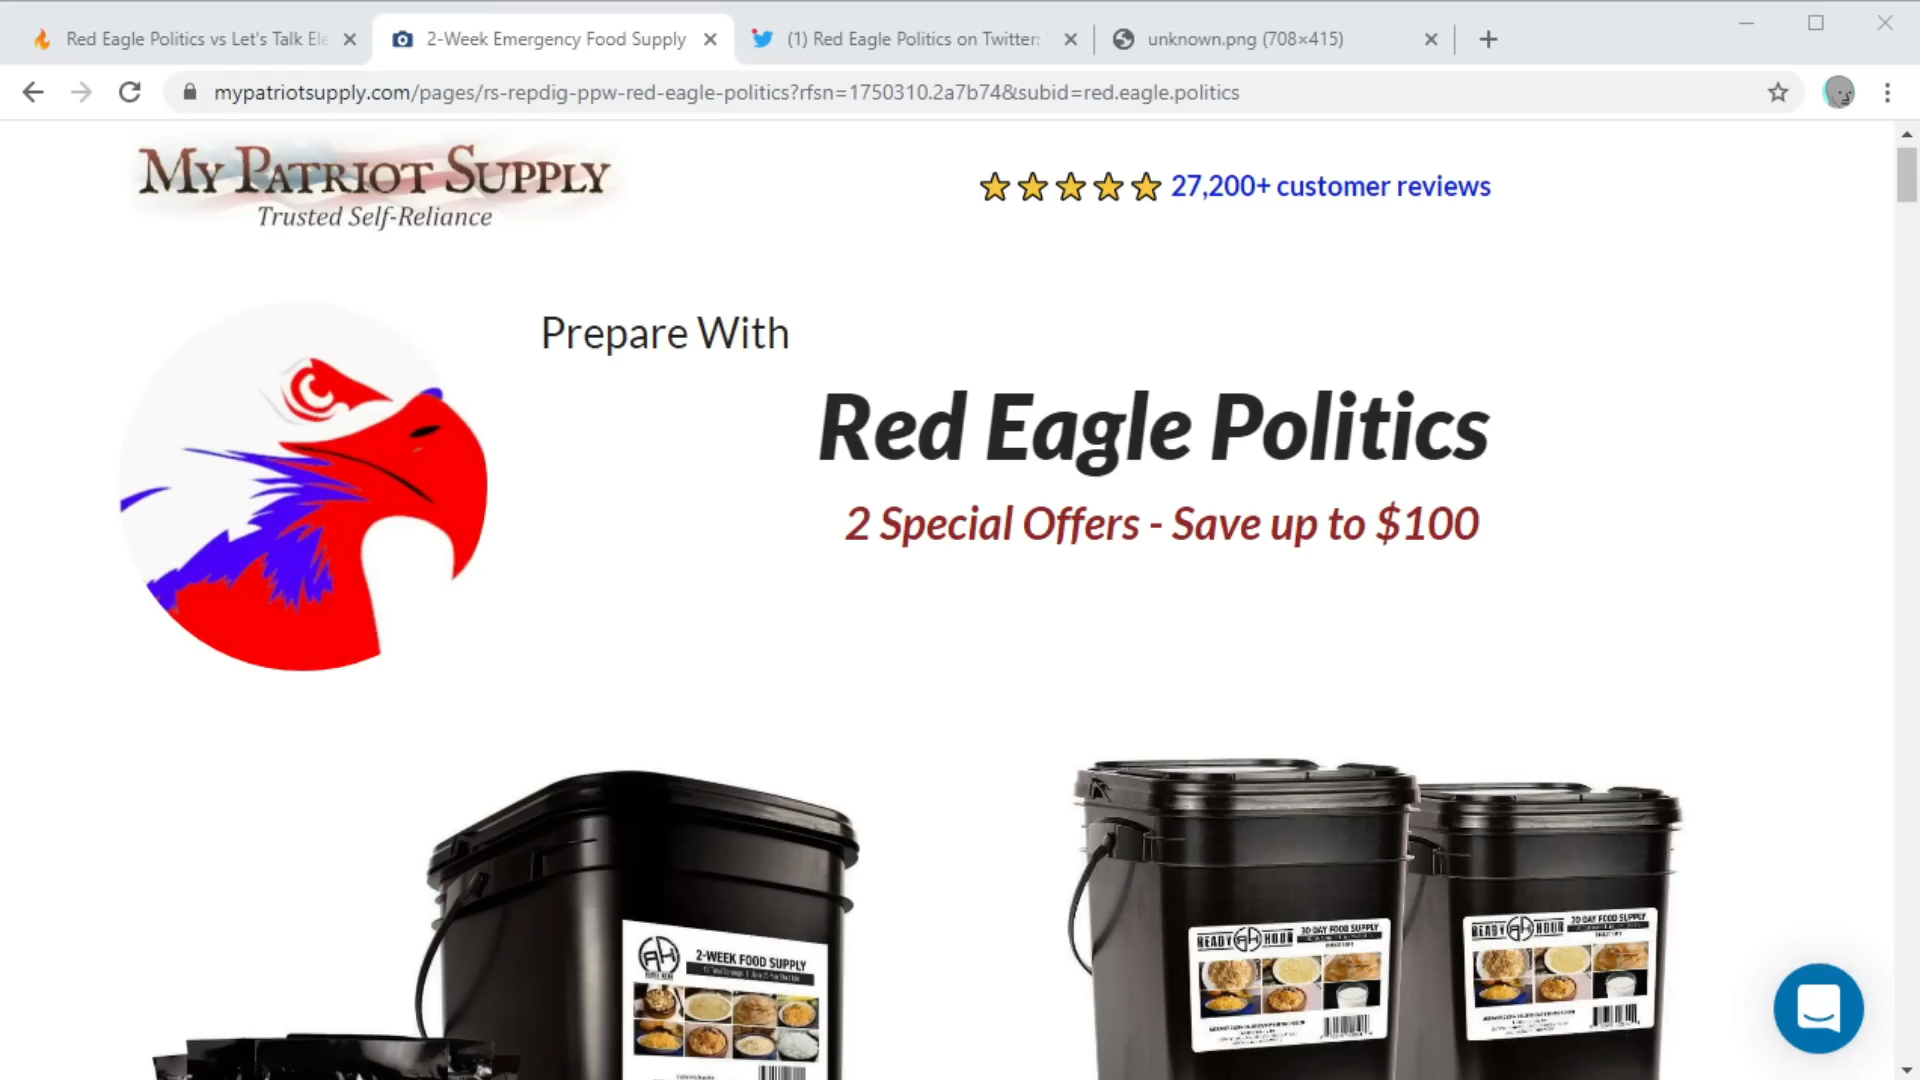 Red Eagle Politics vs Let's Talk Ele
2-Week Emergency Food Supply
(1) Red Eagle Politics on Twitter:
unknown.png (708×415)
mypatriotsupply.com/pages/rs-repdig-ppw-red-eagle-politics?rfsn=1750310.2a7b74&subid=red.eagle.politics
MY PATRIOT SUPPLY
Trusted Self-Reliance
27,200+ customer reviews
Prepare With
Red Eagle Politics
2 Special Offers - Save up to $100
2-WEEK FOOD SUPPLY
READY HOUR
30-DAY FOOD SUPPLY
READY HOUR
30-DAY FOOD SUPPLY